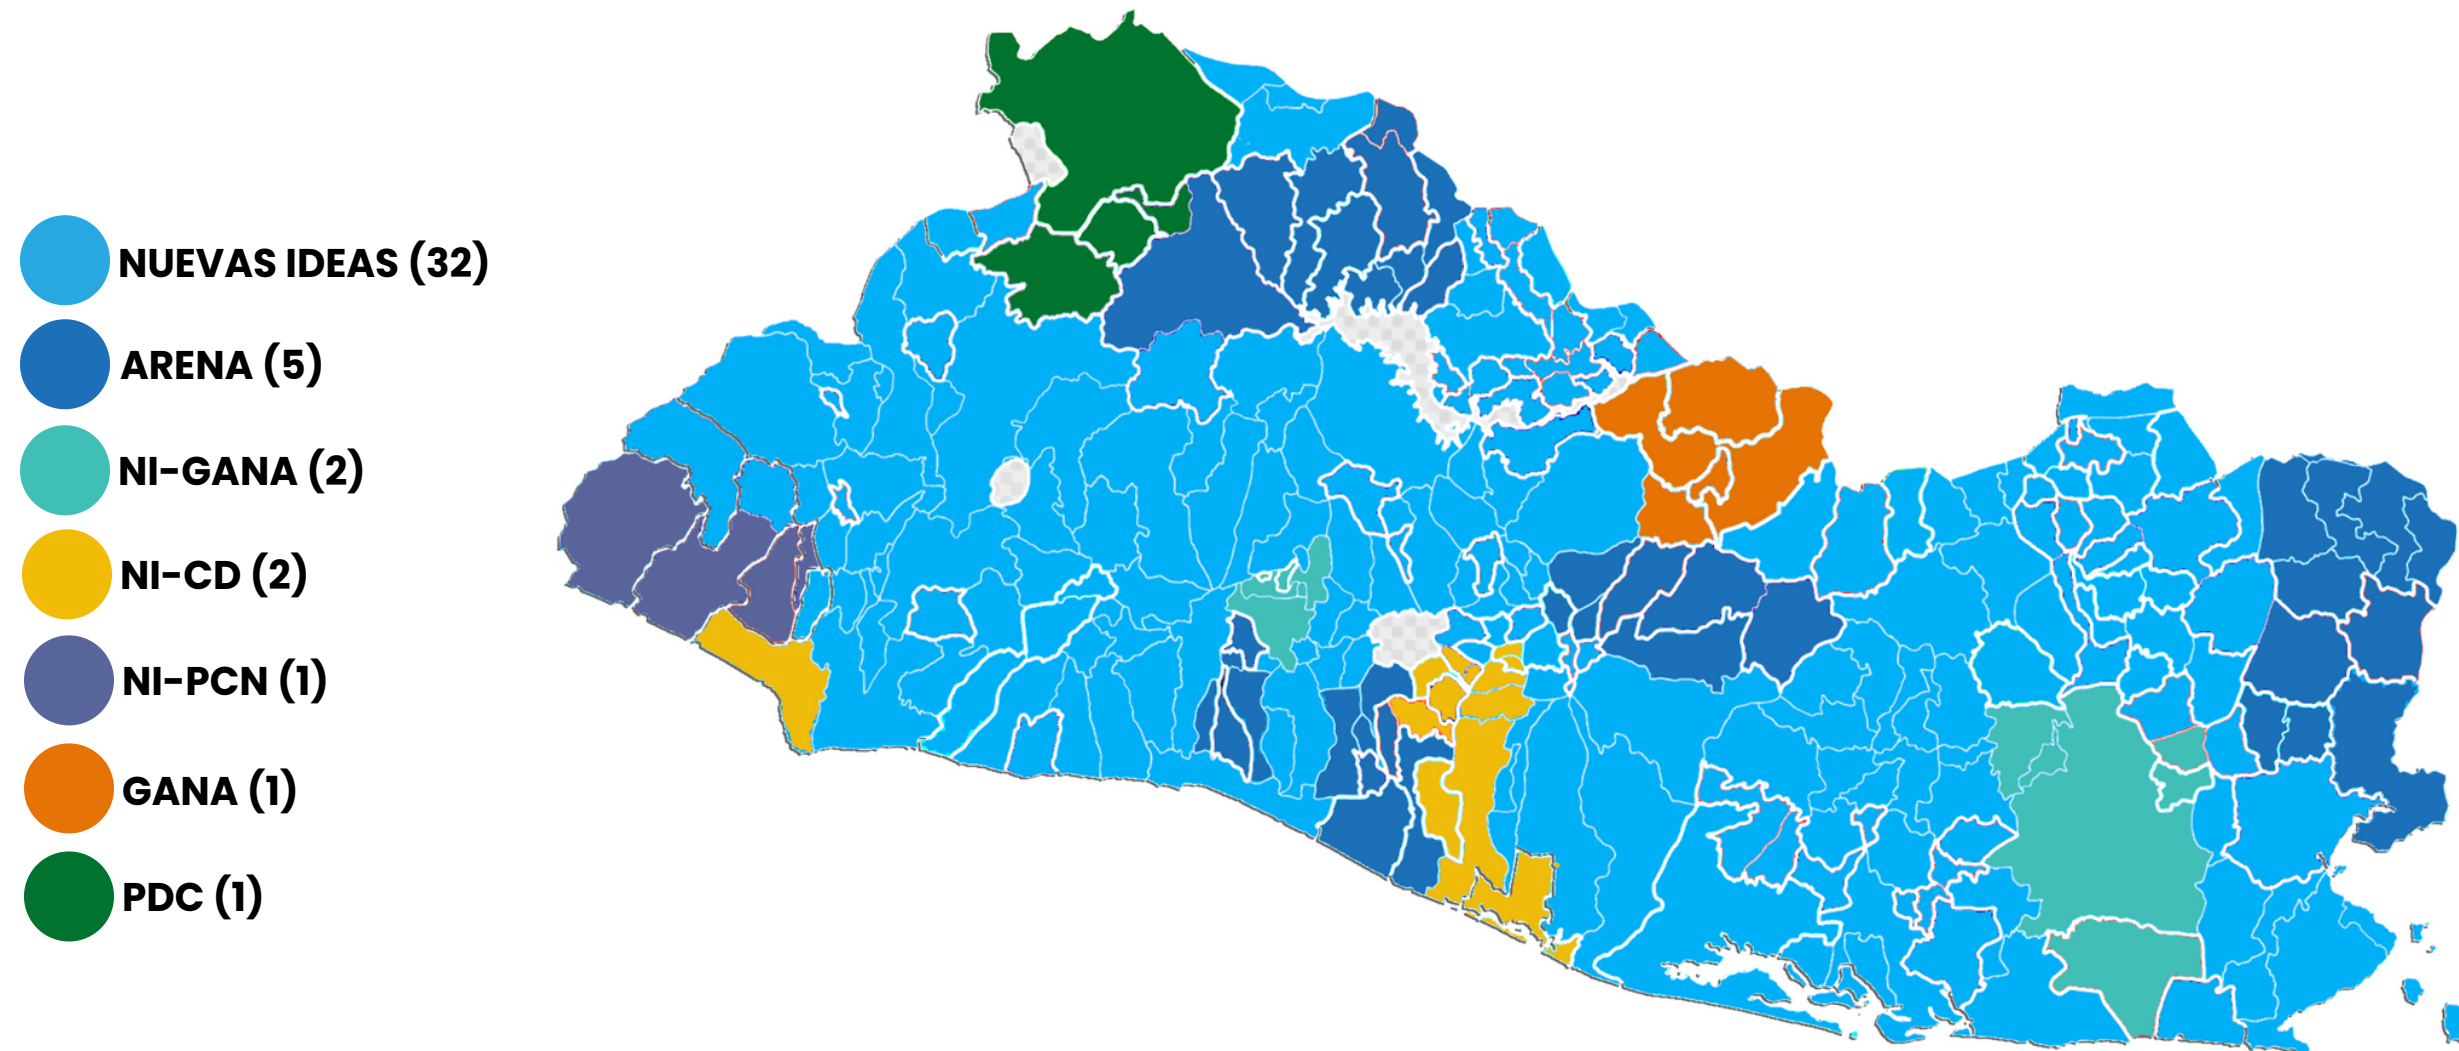 NUEVAS IDEAS (32)
ARENA (5)
NI-GANA (2)
NI-CD (2)
NI-PCN (1)
GANA (1)
PDC (1)